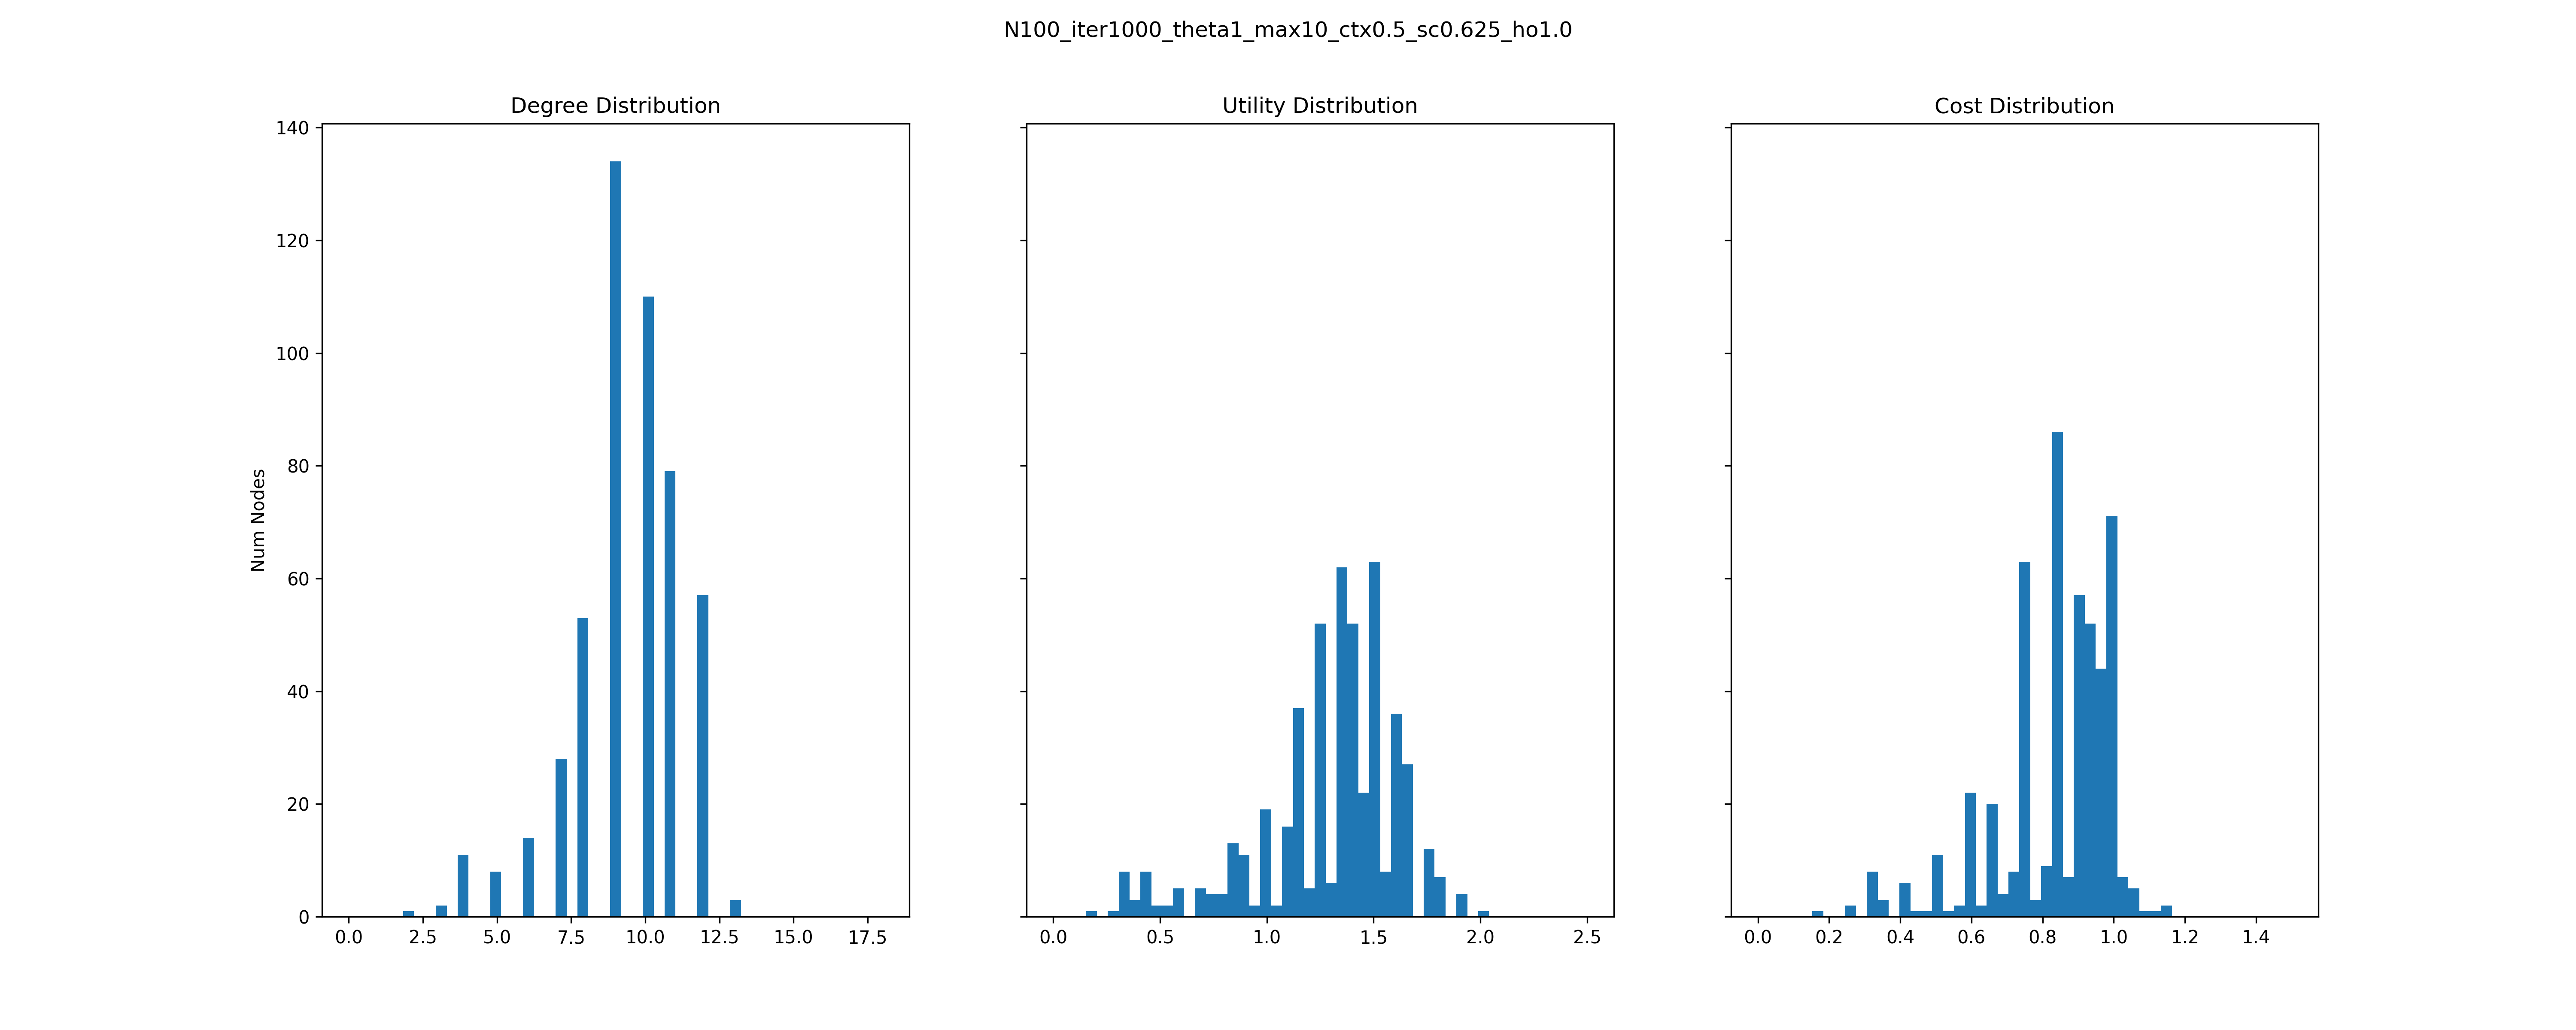 N100_iter1000_theta1_max10_ctx0.5_sc0.625_ho1.0
Degree Distribution
Utility Distribution
Cost Distribution
140
120
100
80
60
40
20
0
Num Nodes
0.0 2.5 5.0 7.5 10.0 12.5 15.0 17.5
0.0 0.5 1.0 1.5 2.0 2.5
0.0 0.2 0.4 0.6 0.8 1.0 1.2 1.4